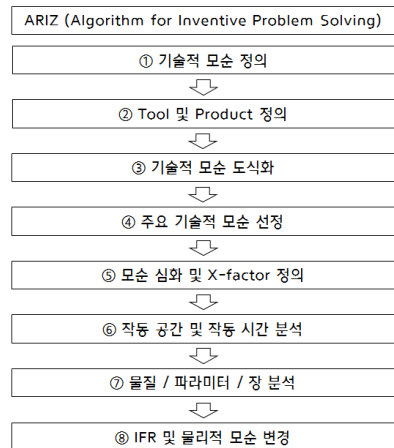 ARIZ (Algorithm for Inventive Problem Solving)
① 기술적 모순 정의
② Tool 및 Product 정의
③ 기술적 모순 도식화
④ 주요 기술적 모순 선정
⑤ 모순 심화 및 X-factor 정의
⑥ 작동 공간 및 작동 시간 분석
⑦ 물질 / 파라미터 / 장 분석
⑧ IFR 및 물리적 모순 변경